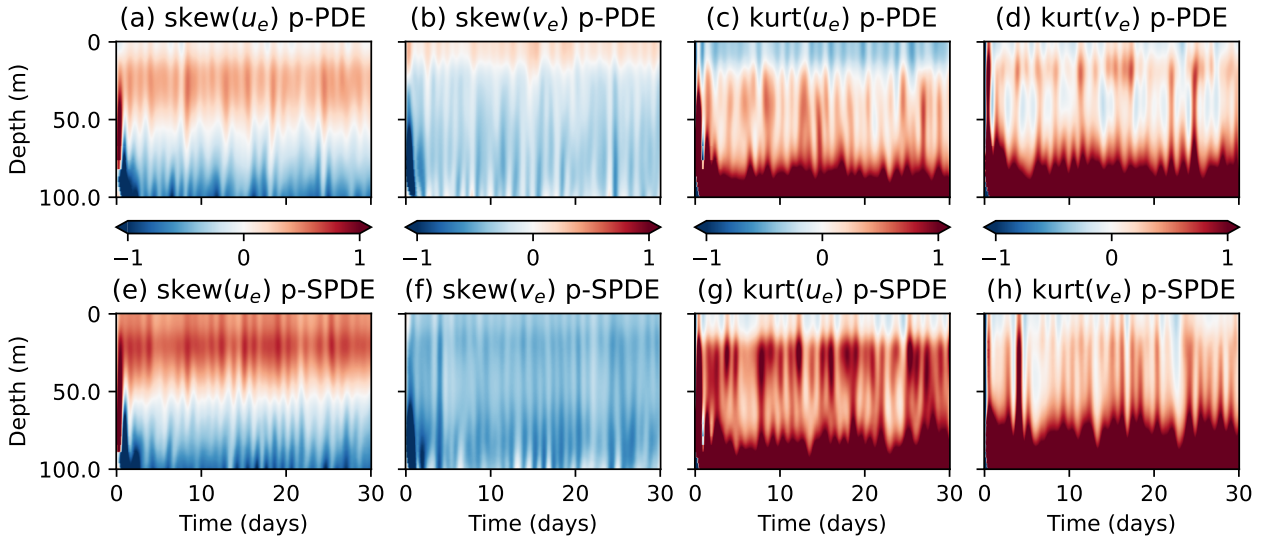 (a) skew(u_e) p-PDE (b) skew(v_e) p-PDE (c) kurt(u_e) p-PDE (d) kurt(v_e) p-PDE
0
50.0
100.0
Depth (m)
−1 0 1 −1 0 1 −1 0 1 −1 0 1
(e) skew(u_e) p-SPDE (f) skew(v_e) p-SPDE (g) kurt(u_e) p-SPDE (h) kurt(v_e) p-SPDE
0
50.0
100.0
Depth (m)
0 10 20 30 0 10 20 30 0 10 20 30 0 10 20 30
Time (days) Time (days) Time (days) Time (days)